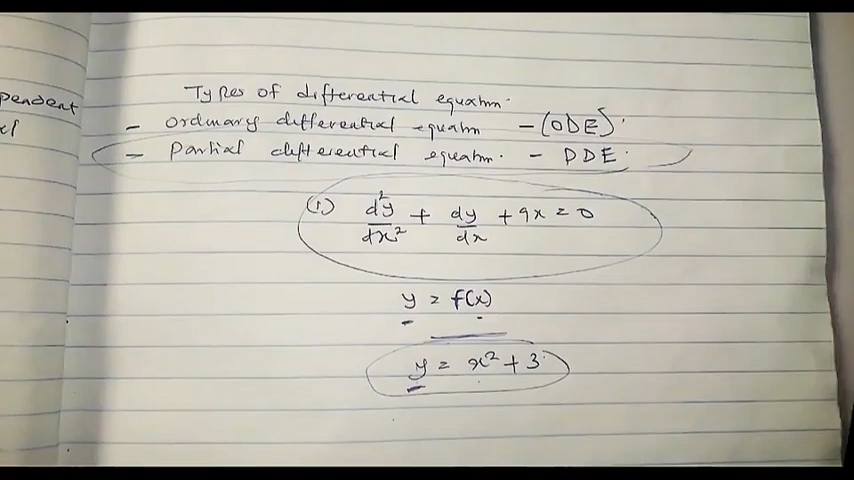 pendent
Types of differential equatn.
- ordinary differential equatn - (ODE).
- Partial differential equatn. - PDE.
(1) d²y/dx² + dy/dx + 9x = 0
y = f(x)
y = x² + 3